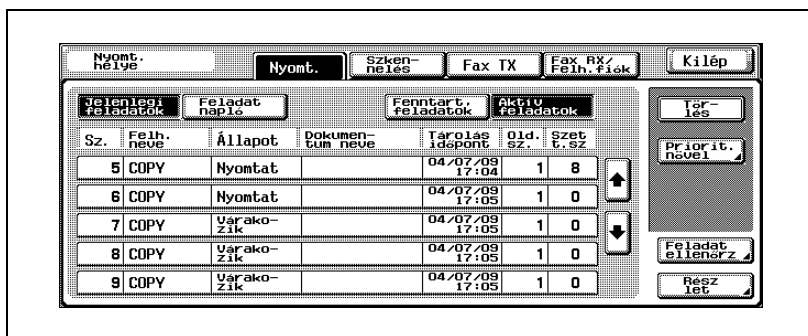 Nyomt.
helye
Nyomt.
Szken-
nelés
Fax TX
Fax RX/
Felh.fiók
Kilép
Jelenlegi
feladatok
Feladat
napló
Fenntart.
feladatok
Aktív
feladatok
Tör-
lés
Sz. Felh.
neve Állapot Dokumen-
tum neve Tárolás
időpont Old.
sz. Szet
t.sz
Priorit.
növel
5 COPY Nyomtat 04/07/09
17:04 1 8
6 COPY Nyomtat 04/07/09
17:05 1 0
7 COPY Várako-
zik 04/07/09
17:05 1 0
8 COPY Várako-
zik 04/07/09
17:05 1 0
9 COPY Várako-
zik 04/07/09
17:05 1 0
Feladat
ellenőrz
Rész
let